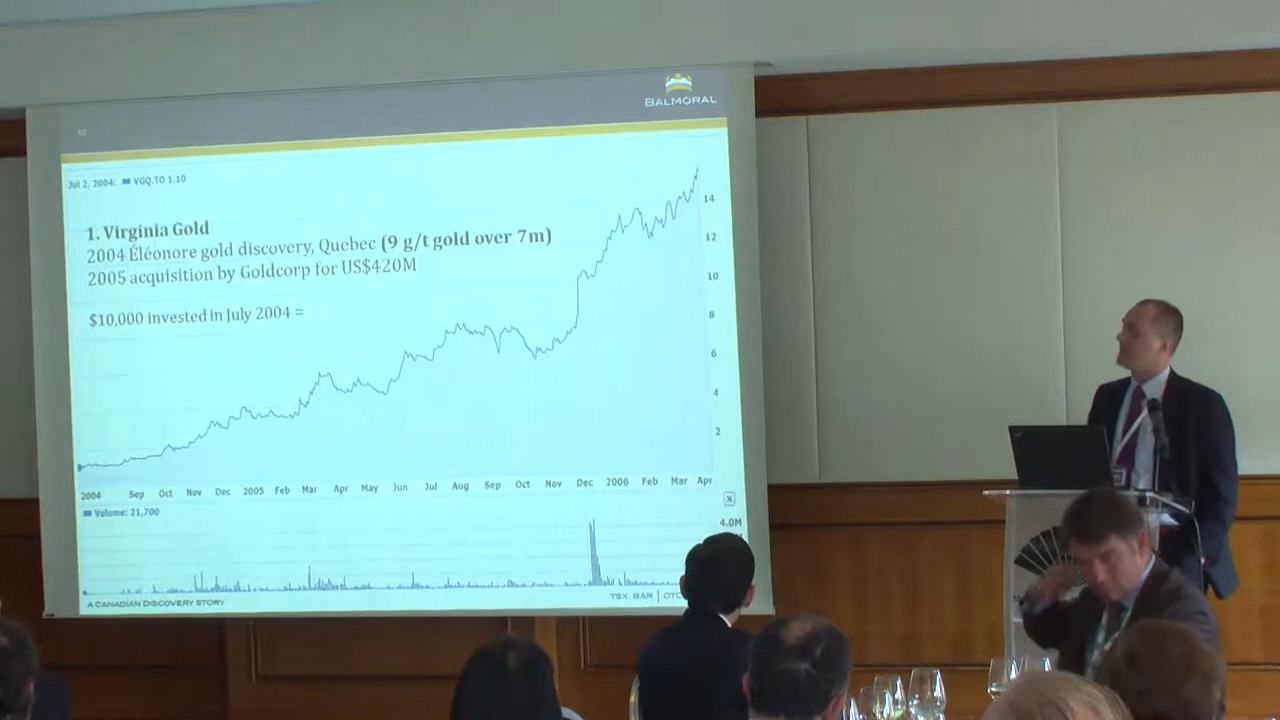 BALMORAL
10
Jul 2, 2004: VGQ.TO 1.10
1. Virginia Gold
2004 Éléonore gold discovery, Quebec (9 g/t gold over 7m)
2005 acquisition by Goldcorp for US$420M
$10,000 invested in July 2004 =
14
12
10
8
6
4
2
2004 Sep Oct Nov Dec 2005 Feb Mar Apr May Jun Jul Aug Sep Oct Nov Dec 2006 Feb Mar Apr
Volume: 21,700
x
4.0M
A CANADIAN DISCOVERY STORY
TSX: BAR | OTC